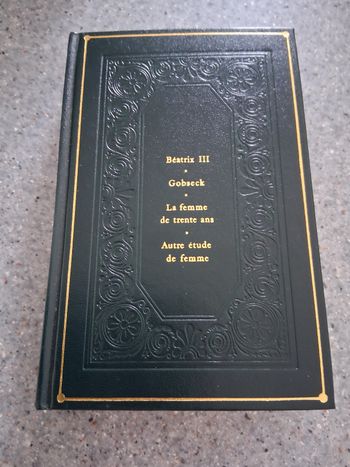 Béatrix III
*
Gobseck
*
La femme
de trente ans
*
Autre étude
de femme